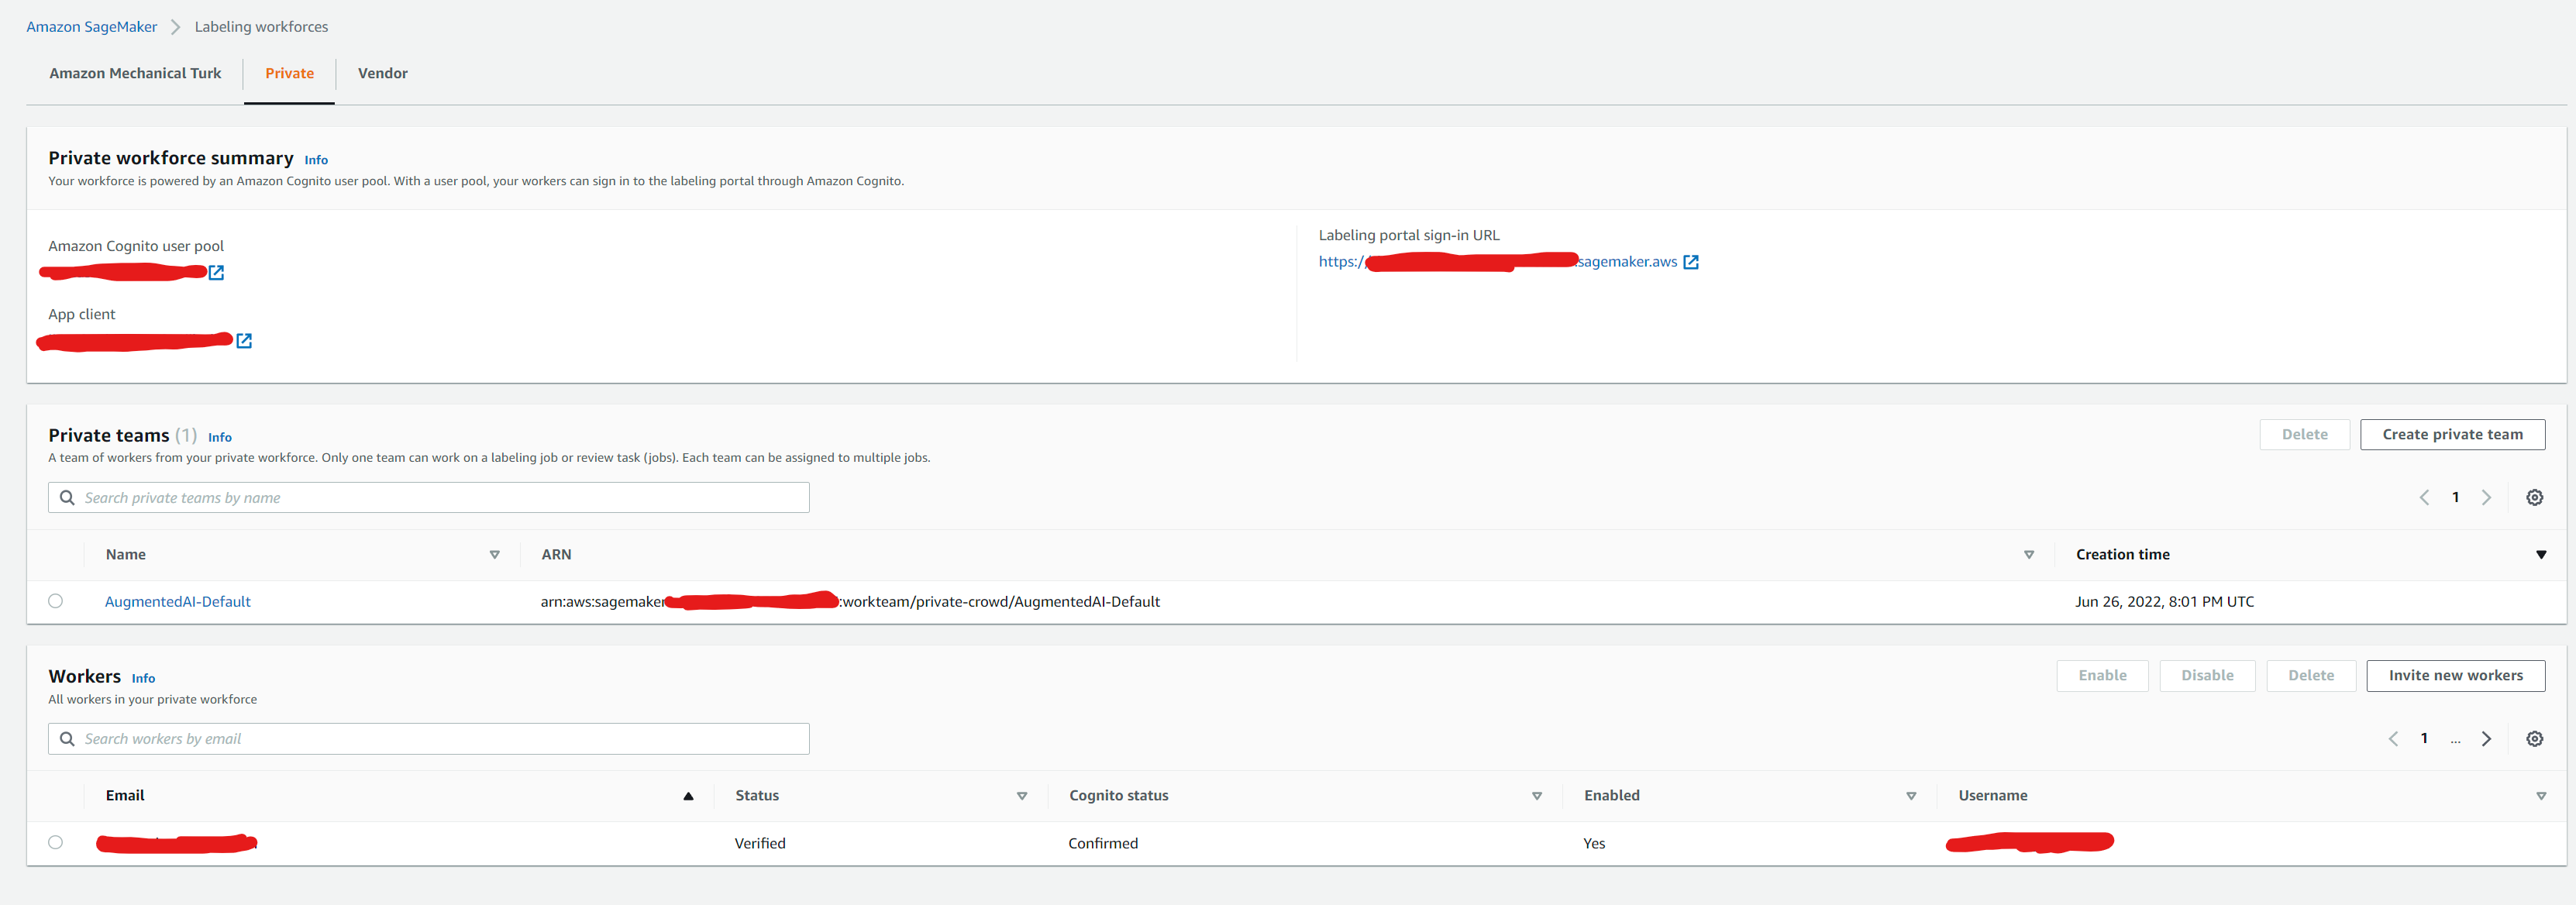 Amazon SageMaker > Labeling workforces
Amazon Mechanical Turk Private Vendor
Private workforce summary Info
Your workforce is powered by an Amazon Cognito user pool. With a user pool, your workers can sign in to the labeling portal through Amazon Cognito.
Amazon Cognito user pool
App client
Labeling portal sign-in URL
https:/ sagemaker.aws
Private teams (1) Info
A team of workers from your private workforce. Only one team can work on a labeling job or review task (jobs). Each team can be assigned to multiple jobs.
Delete Create private team
Search private teams by name
1
Name ARN Creation time
AugmentedAI-Default arn:aws:sagemaker :workteam/private-crowd/AugmentedAI-Default Jun 26, 2022, 8:01 PM UTC
Workers Info
All workers in your private workforce
Enable Disable Delete Invite new workers
Search workers by email
1 ...
Email Status Cognito status Enabled Username
Verified Confirmed Yes